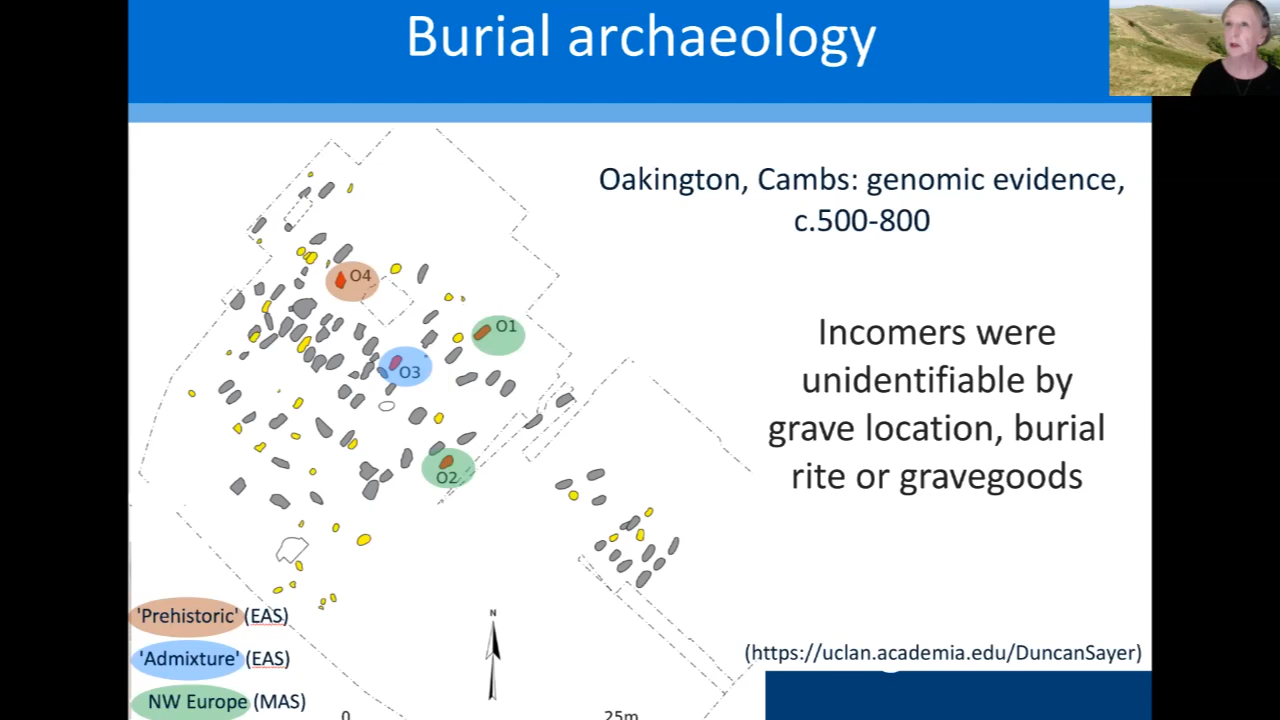 Burial archaeology
Oakington, Cambs: genomic evidence,
c.500-800
O4
O1
O3
O2
Incomers were
unidentifiable by
grave location, burial
rite or gravegoods
'Prehistoric' (EAS)
'Admixture' (EAS)
NW Europe (MAS)
N
0
25m
(https://uclan.academia.edu/DuncanSayer)